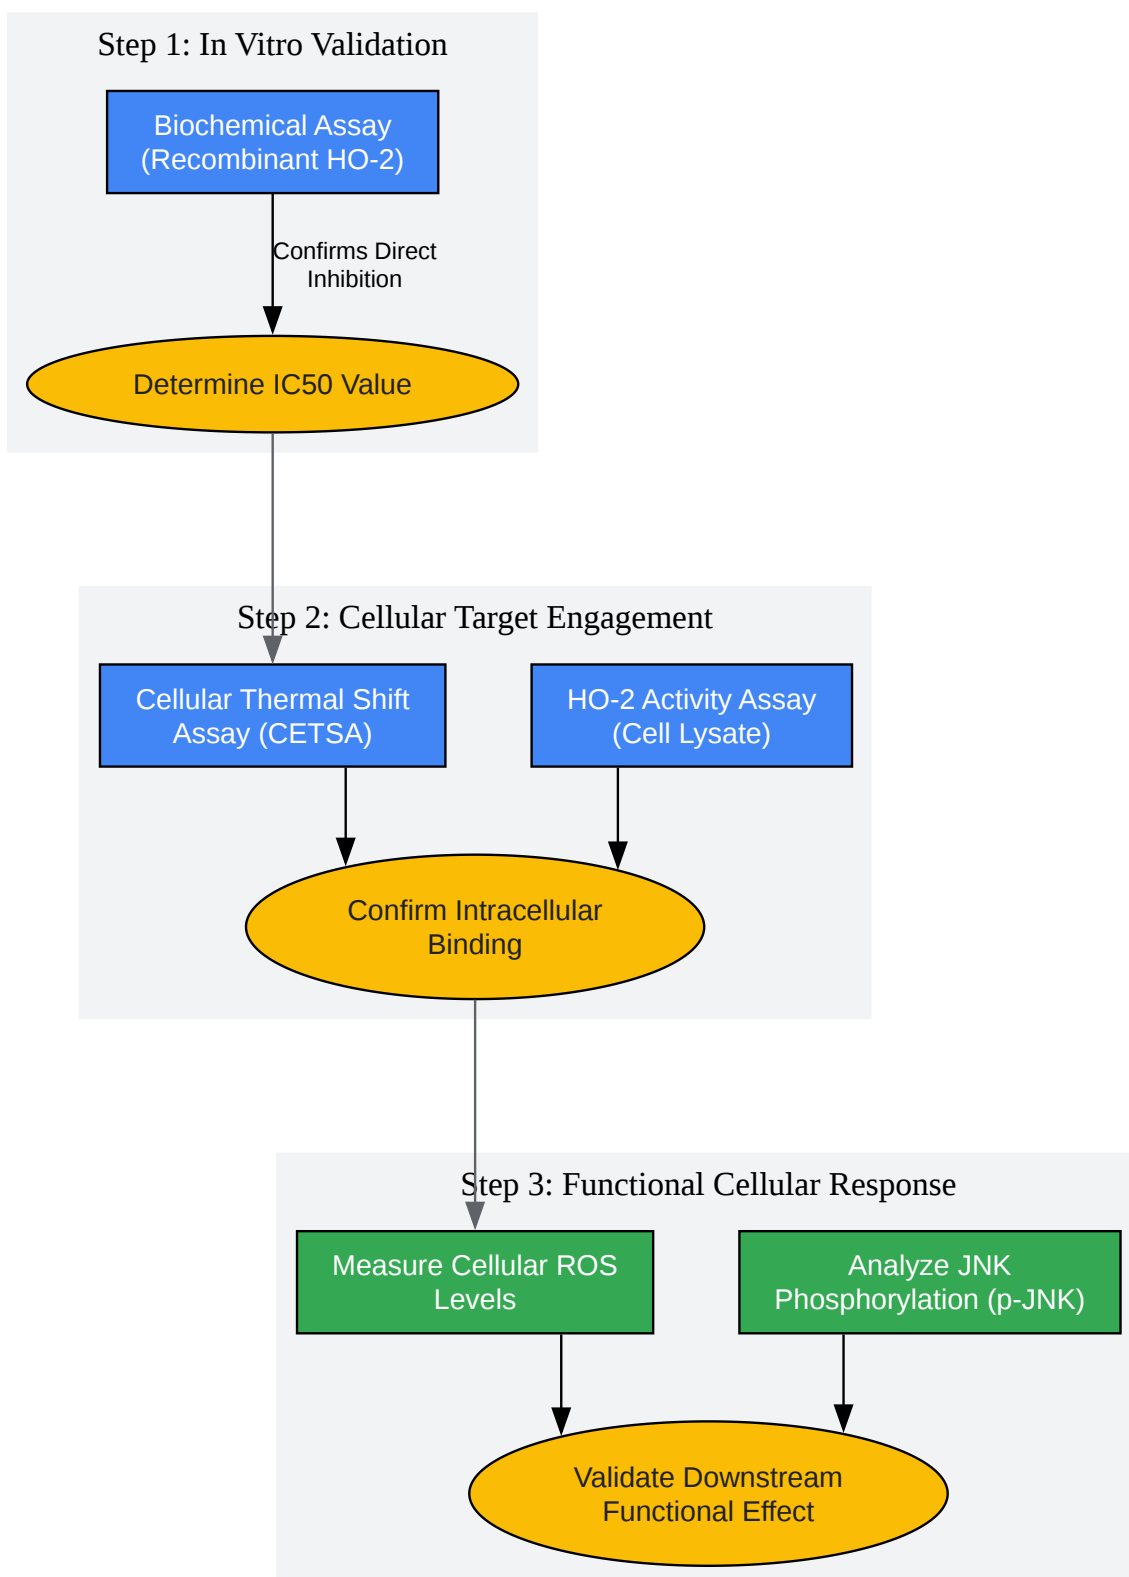 Step 1: In Vitro Validation
Biochemical Assay
(Recombinant HO-2)
Confirms Direct
Inhibition
Determine IC50 Value
Step 2: Cellular Target Engagement
Cellular Thermal Shift
Assay (CETSA)
HO-2 Activity Assay
(Cell Lysate)
Confirm Intracellular
Binding
Step 3: Functional Cellular Response
Measure Cellular ROS
Levels
Analyze JNK
Phosphorylation (p-JNK)
Validate Downstream
Functional Effect